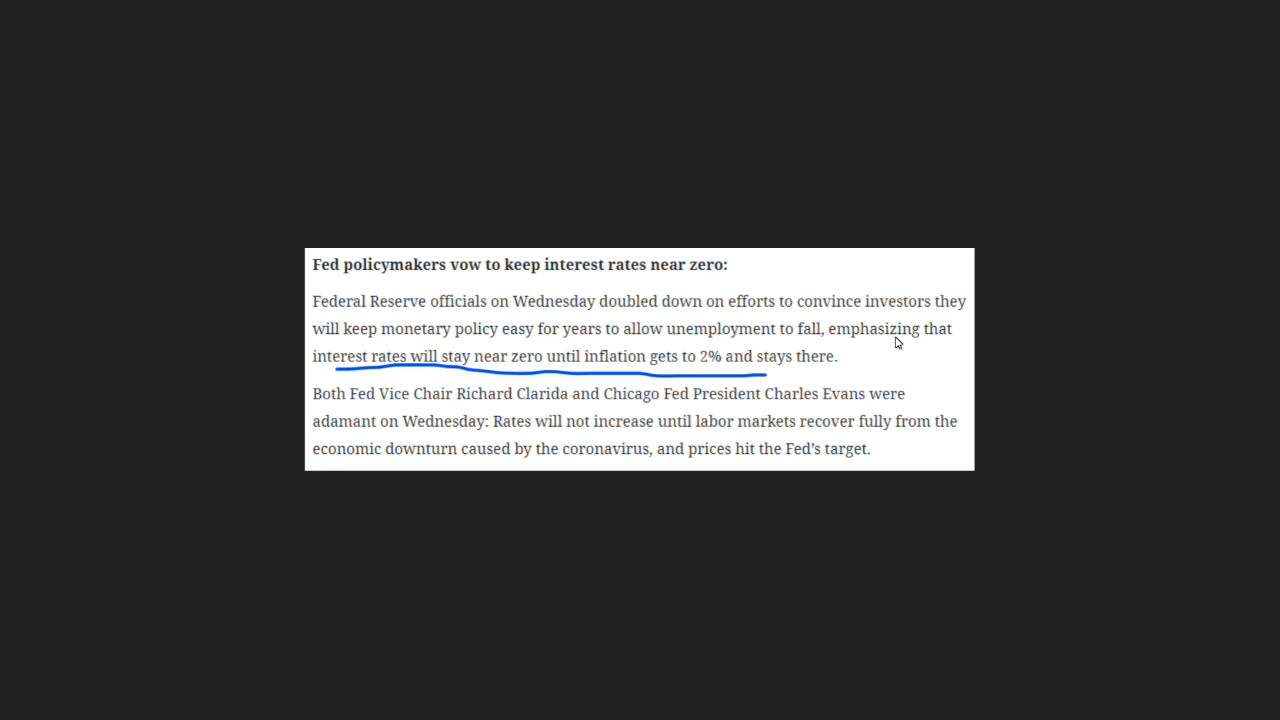 Fed policymakers vow to keep interest rates near zero:
Federal Reserve officials on Wednesday doubled down on efforts to convince investors they
will keep monetary policy easy for years to allow unemployment to fall, emphasizing that
interest rates will stay near zero until inflation gets to 2% and stays there.
Both Fed Vice Chair Richard Clarida and Chicago Fed President Charles Evans were
adamant on Wednesday: Rates will not increase until labor markets recover fully from the
economic downturn caused by the coronavirus, and prices hit the Fed’s target.